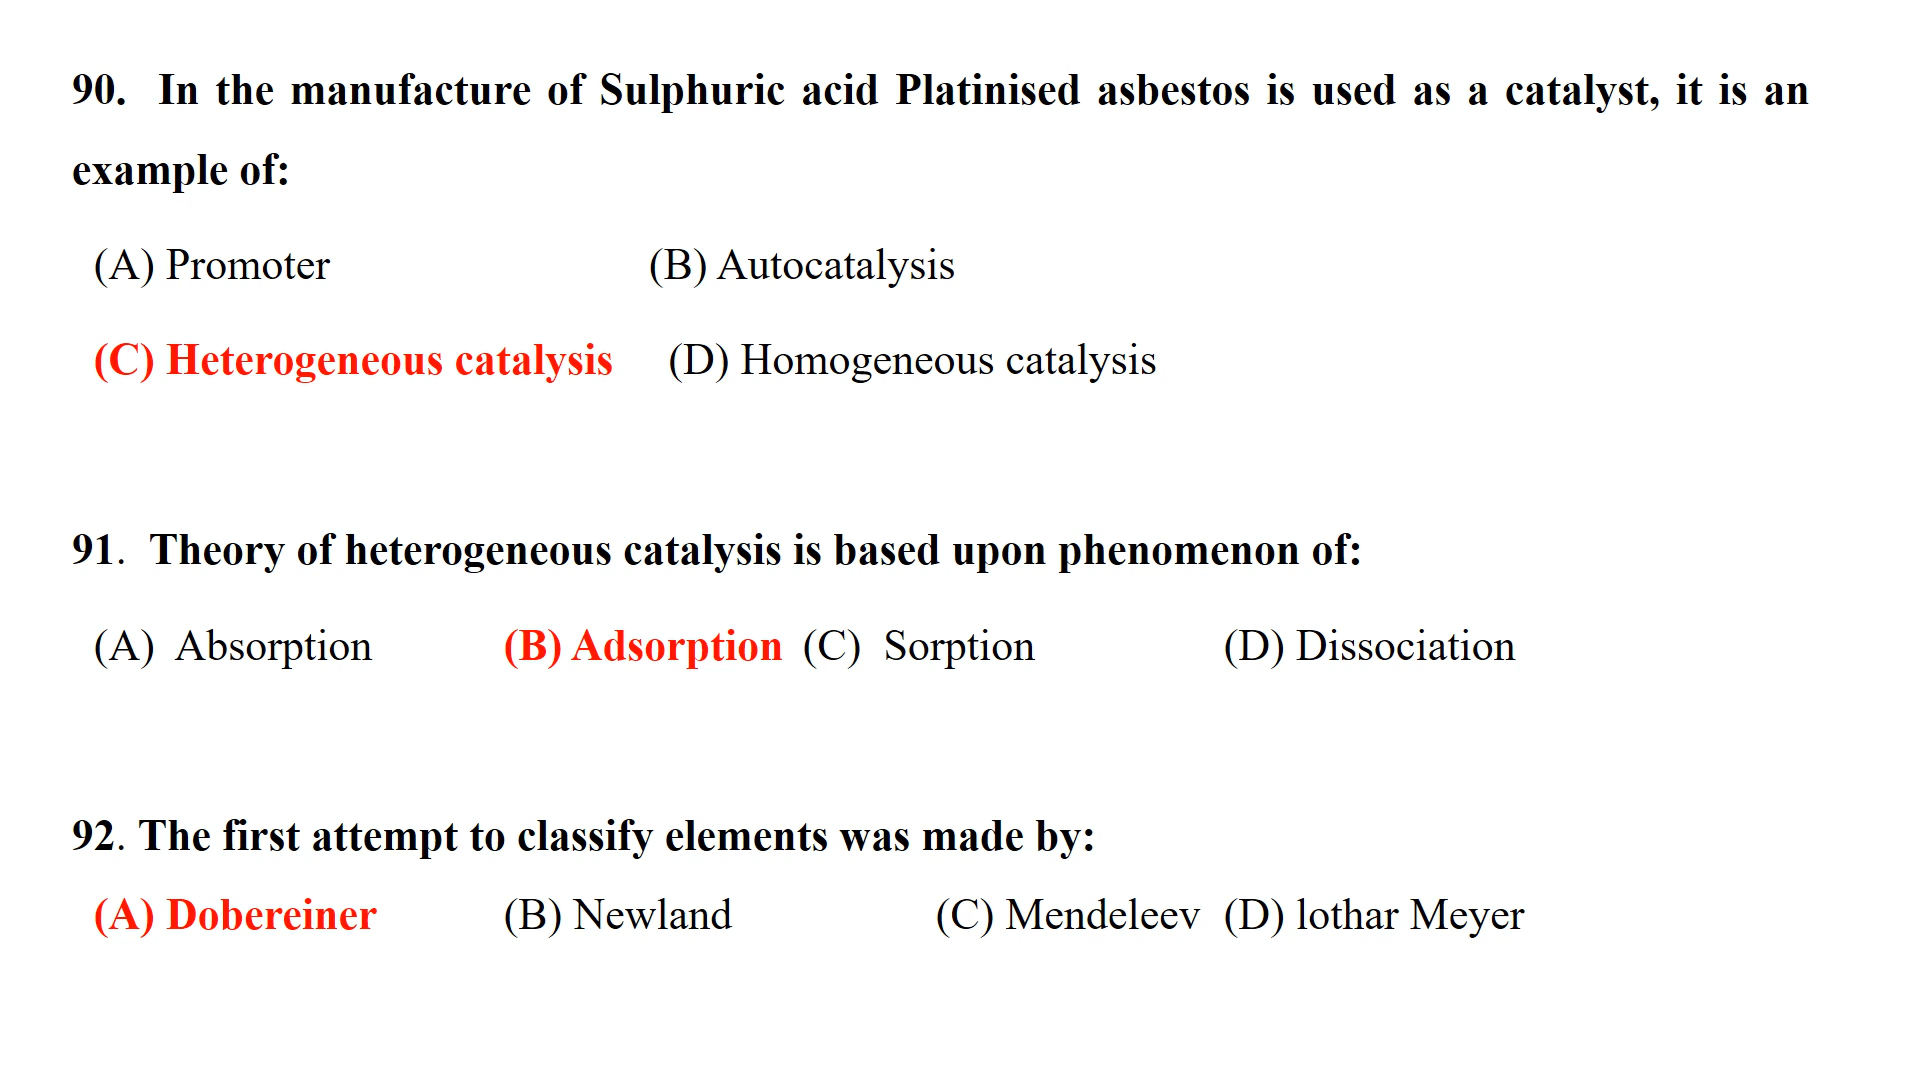 90. In the manufacture of Sulphuric acid Platinised asbestos is used as a catalyst, it is an
example of:
(A) Promoter (B) Autocatalysis
(C) Heterogeneous catalysis (D) Homogeneous catalysis
91. Theory of heterogeneous catalysis is based upon phenomenon of:
(A) Absorption (B) Adsorption (C) Sorption (D) Dissociation
92. The first attempt to classify elements was made by:
(A) Dobereiner (B) Newland (C) Mendeleev (D) lothar Meyer